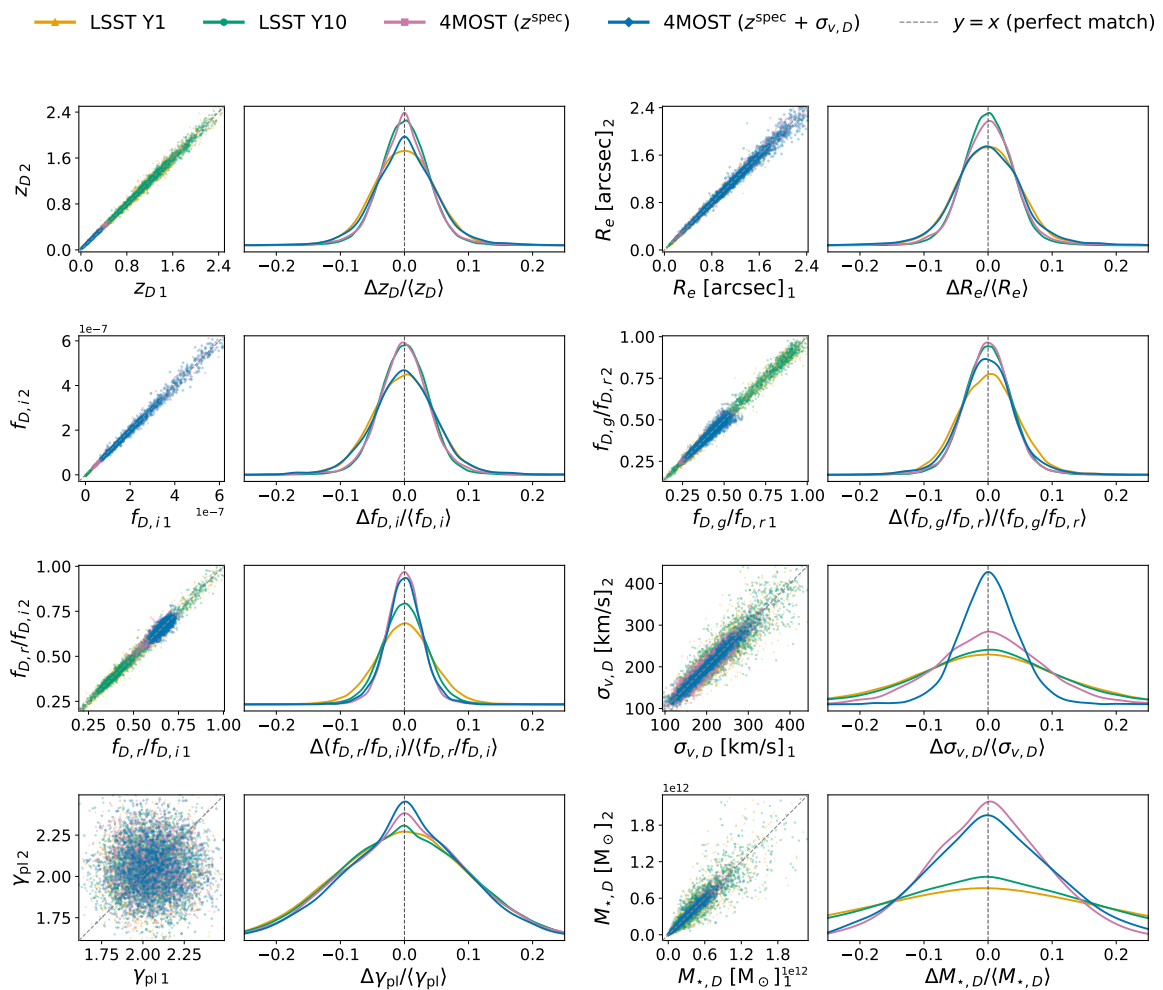 LSST Y1 LSST Y10 4MOST (z^spec) 4MOST (z^spec + σ_v,D) y = x (perfect match)
2.4 1.6 0.8 0.0
z_D 2
0.0 0.8 1.6 2.4
z_D 1
−0.2 −0.1 0.0 0.1 0.2
Δz_D/⟨z_D⟩
2.4 1.6 0.8 0.0
R_e [arcsec]_2
0.0 0.8 1.6 2.4
R_e [arcsec]_1
−0.2 −0.1 0.0 0.1 0.2
ΔR_e/⟨R_e⟩
1e−7
6 4 2 0
f_D,i 2
0 2 4 6
1e−7
f_D,i 1
−0.2 −0.1 0.0 0.1 0.2
Δf_D,i/⟨f_D,i⟩
1.00 0.75 0.50 0.25
f_D,g/f_D,r 2
0.25 0.50 0.75 1.00
f_D,g/f_D,r 1
−0.2 −0.1 0.0 0.1 0.2
Δ(f_D,g/f_D,r)/⟨f_D,g/f_D,r⟩
1.00 0.75 0.50 0.25
f_D,r/f_D,i 2
0.25 0.50 0.75 1.00
f_D,r/f_D,i 1
−0.2 −0.1 0.0 0.1 0.2
Δ(f_D,r/f_D,i)/⟨f_D,r/f_D,i⟩
400 300 200 100
σ_v,D [km/s]_2
100 200 300 400
σ_v,D [km/s]_1
−0.2 −0.1 0.0 0.1 0.2
Δσ_v,D/⟨σ_v,D⟩
2.25 2.00 1.75
γ_pl 2
1.75 2.00 2.25
γ_pl 1
−0.2 −0.1 0.0 0.1 0.2
Δγ_pl/⟨γ_pl⟩
1e12
1.8 1.2 0.6 0.0
M_⋆,D [M_⊙]_2
0.0 0.6 1.2 1.8
1e12
M_⋆,D [M_⊙]_1
−0.2 −0.1 0.0 0.1 0.2
ΔM_⋆,D/⟨M_⋆,D⟩